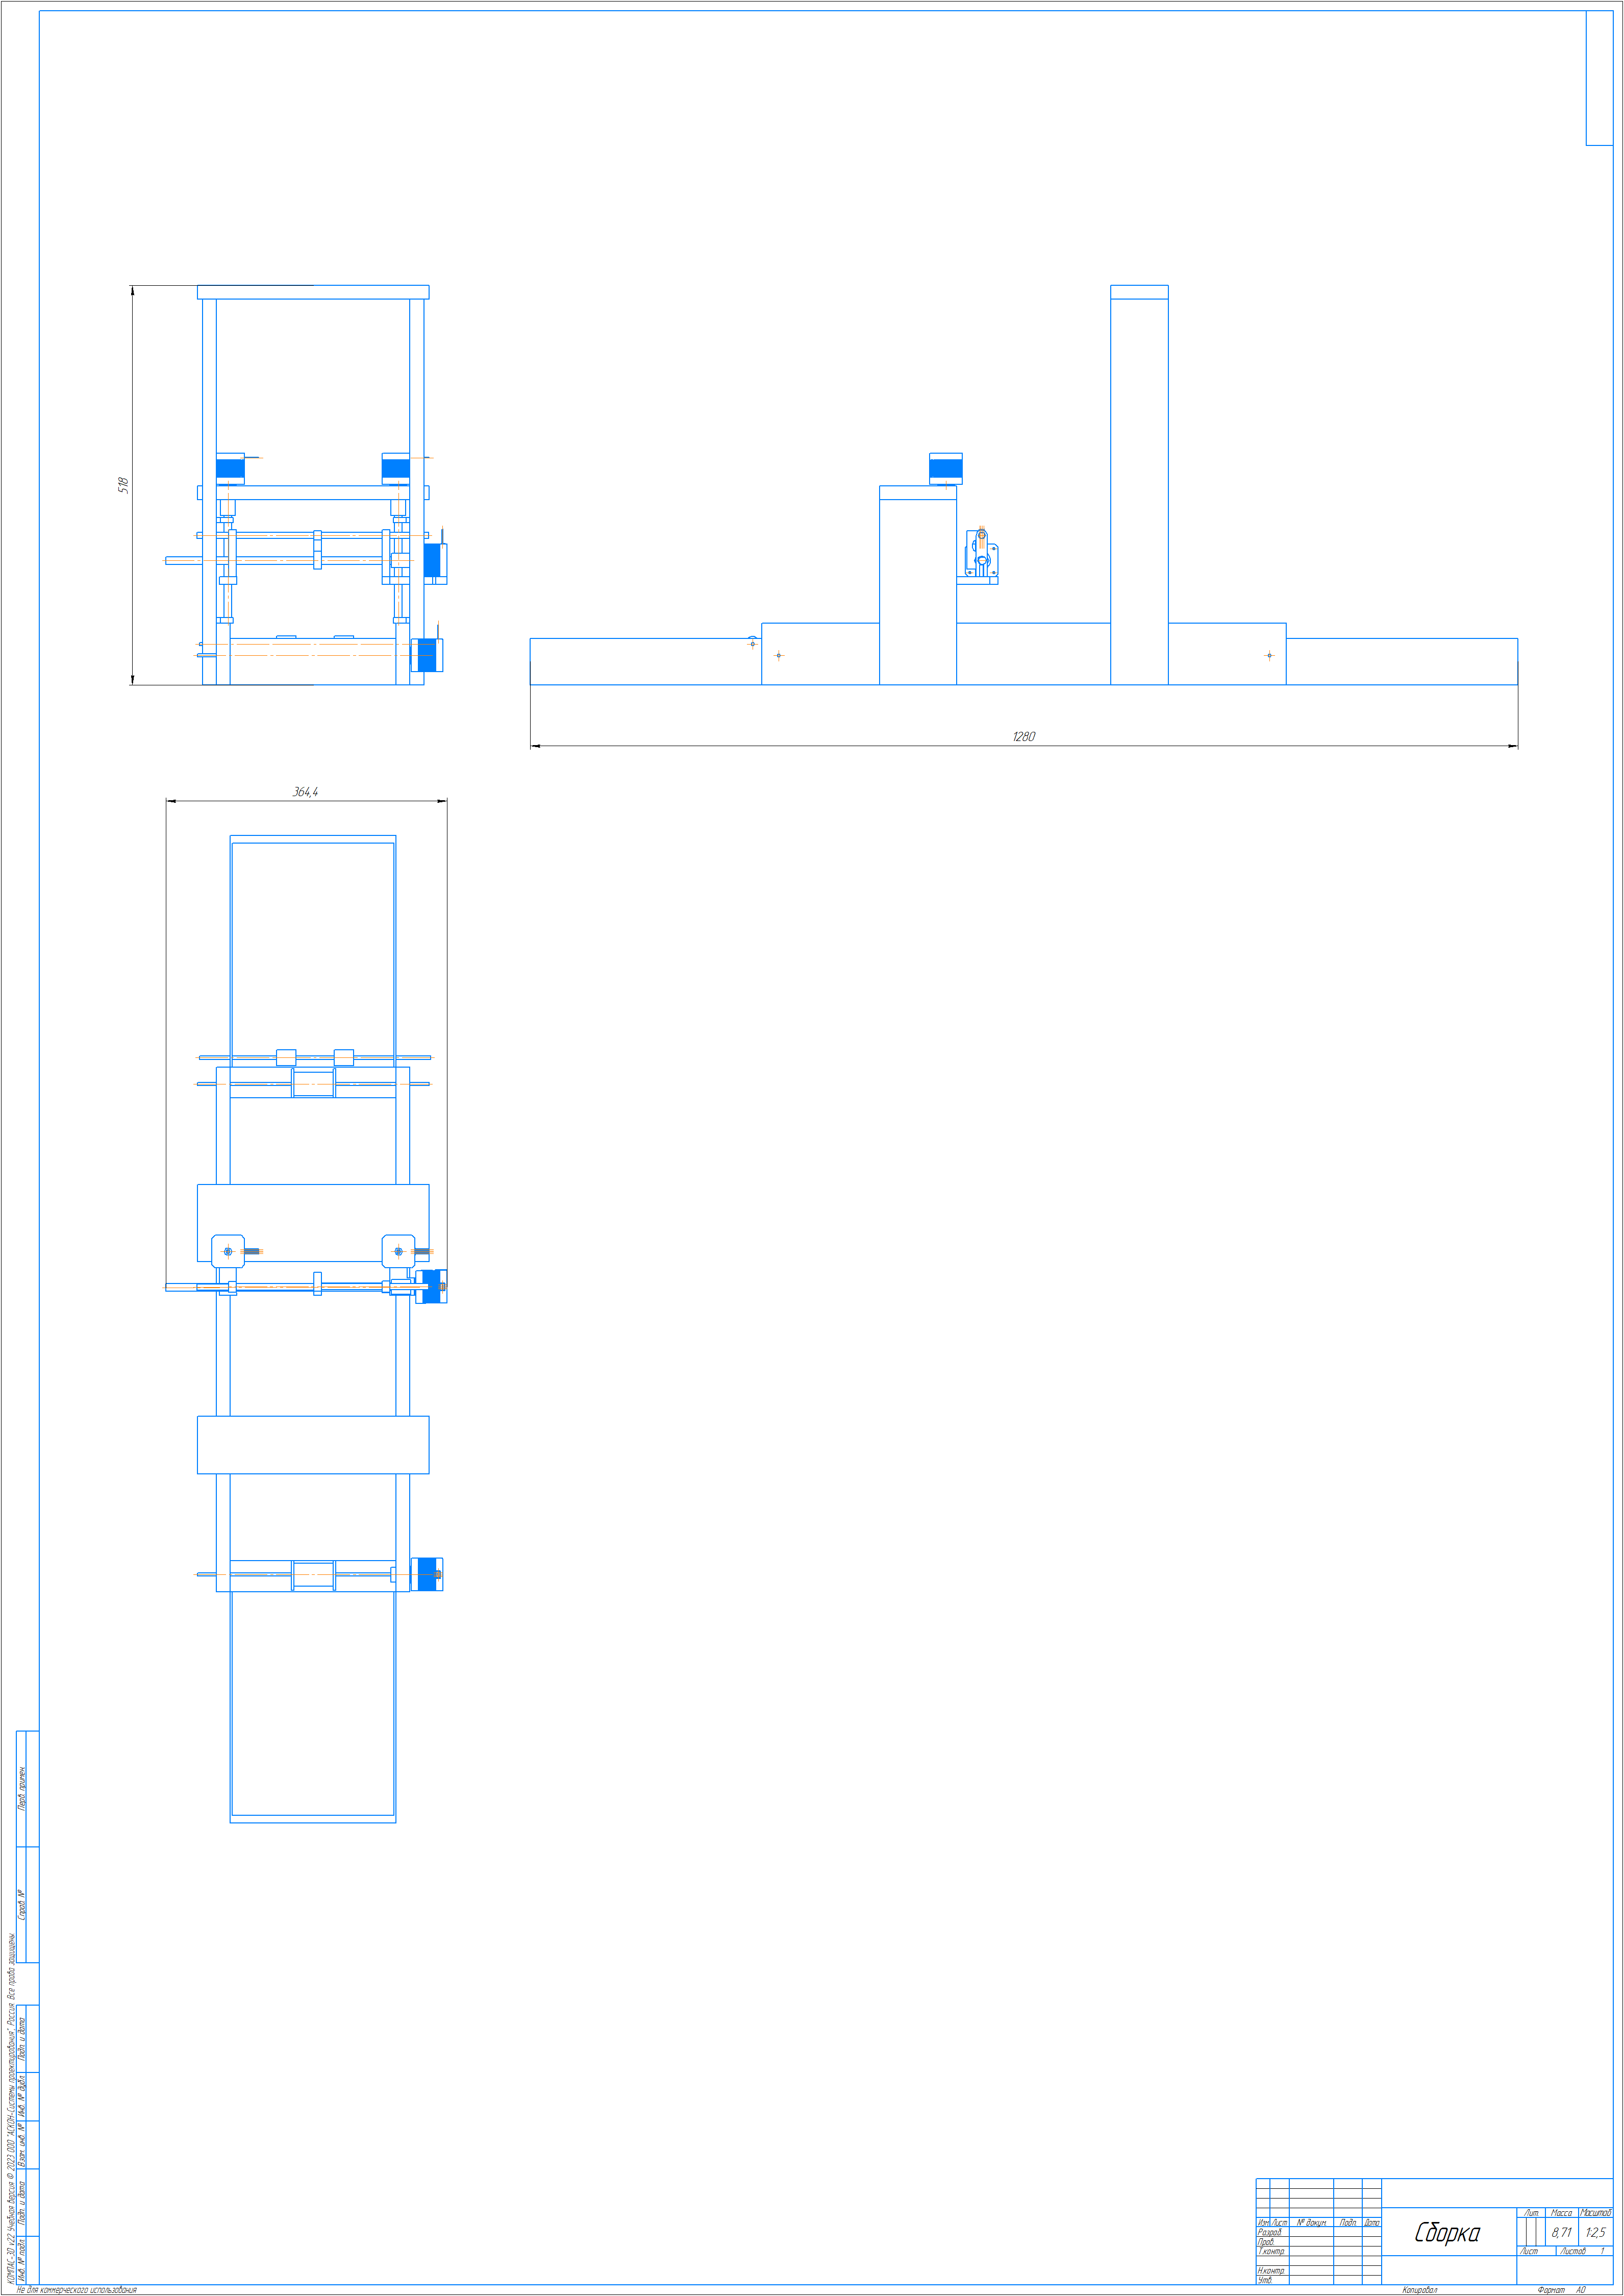 518
1280
364,4
Перв. примен.
Справ. №
Подп. и дата
Инв. № дубл.
Взам. инв. №
Подп. и дата
Инв. № подл.
КОМПАС-3D v22 Учебная версия © 2023 ООО "АСКОН-Системы проектирования", Россия. Все права защищены.
Изм. Лист № докум. Подп. Дата
Разраб.
Пров.
Т.контр.
Н.контр.
Утв.
Сборка
Лит. Масса Масштаб
8,71 1:2,5
Лист Листов 1
Не для коммерческого использования
Копировал Формат А0